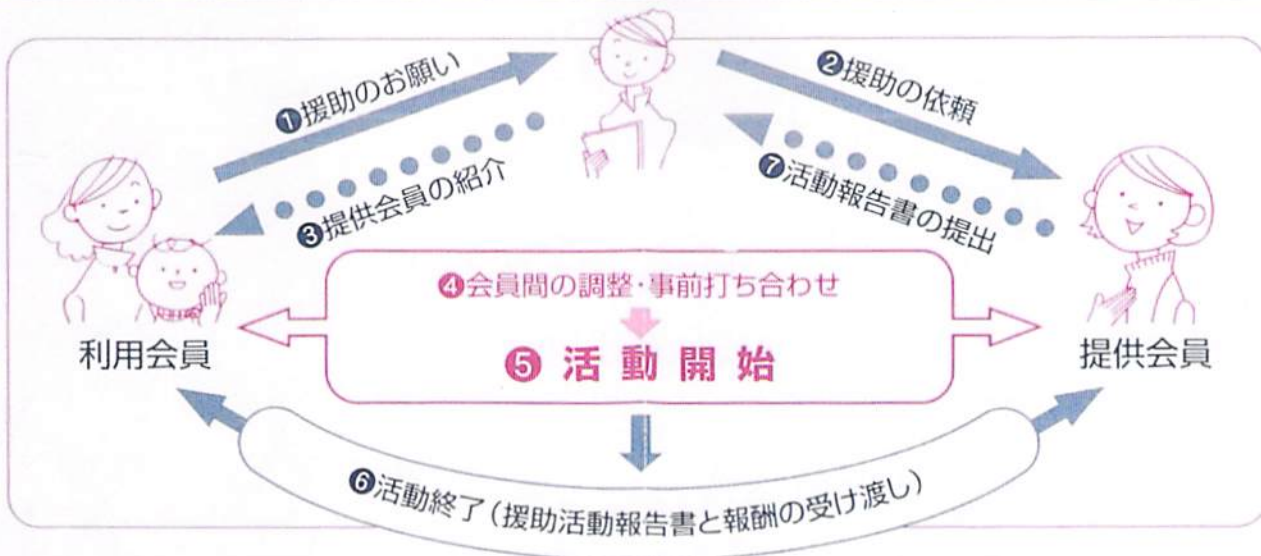 ❶援助のお願い
❷援助の依頼
❸提供会員の紹介
❼活動報告書の提出
❹会員間の調整・事前打ち合わせ
❺活動開始
利用会員
提供会員
❻活動終了(援助活動報告書と報酬の受け渡し)